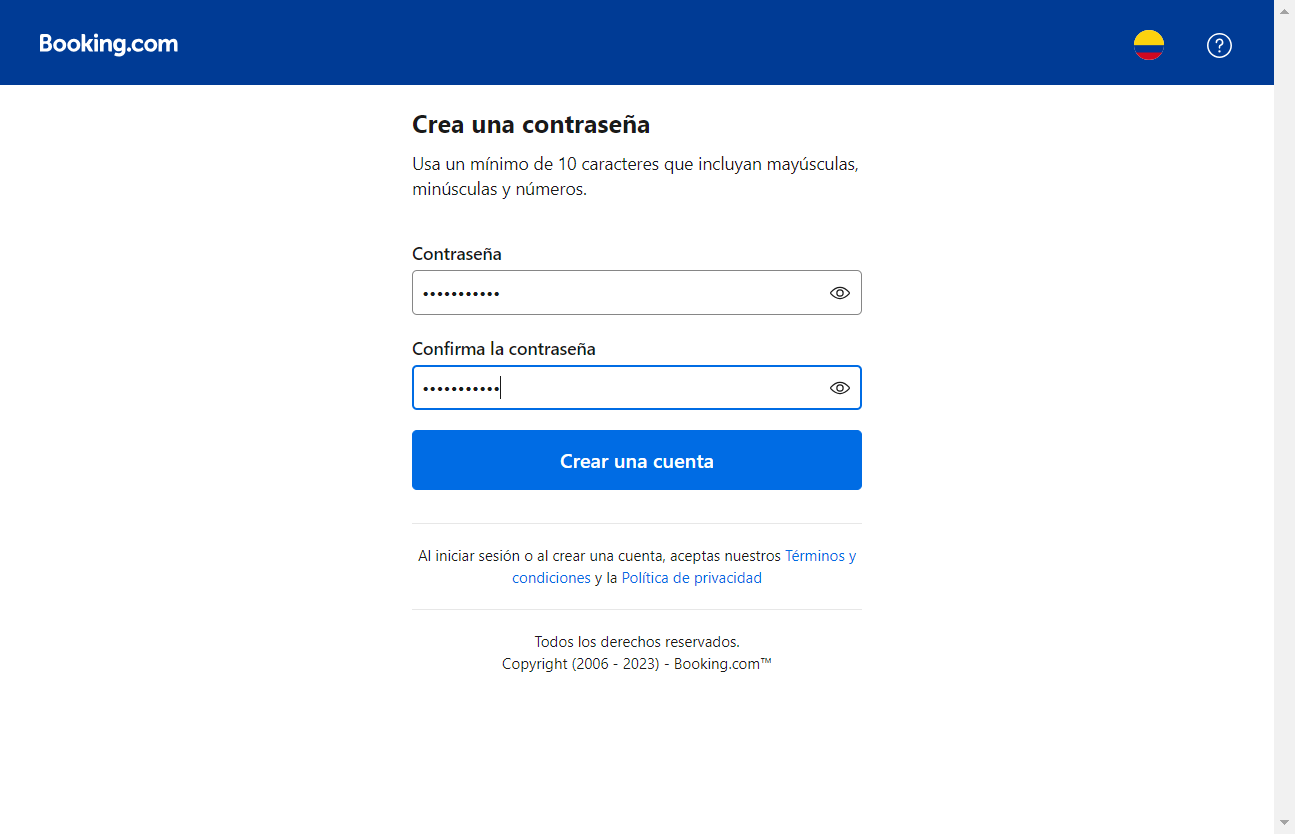 Booking.com
Crea una contraseña
Usa un mínimo de 10 caracteres que incluyan mayúsculas,
minúsculas y números.
Contraseña
•••••••••••
Confirma la contraseña
•••••••••••
Crear una cuenta
Al iniciar sesión o al crear una cuenta, aceptas nuestros Términos y
condiciones y la Política de privacidad
Todos los derechos reservados.
Copyright (2006 - 2023) - Booking.com™